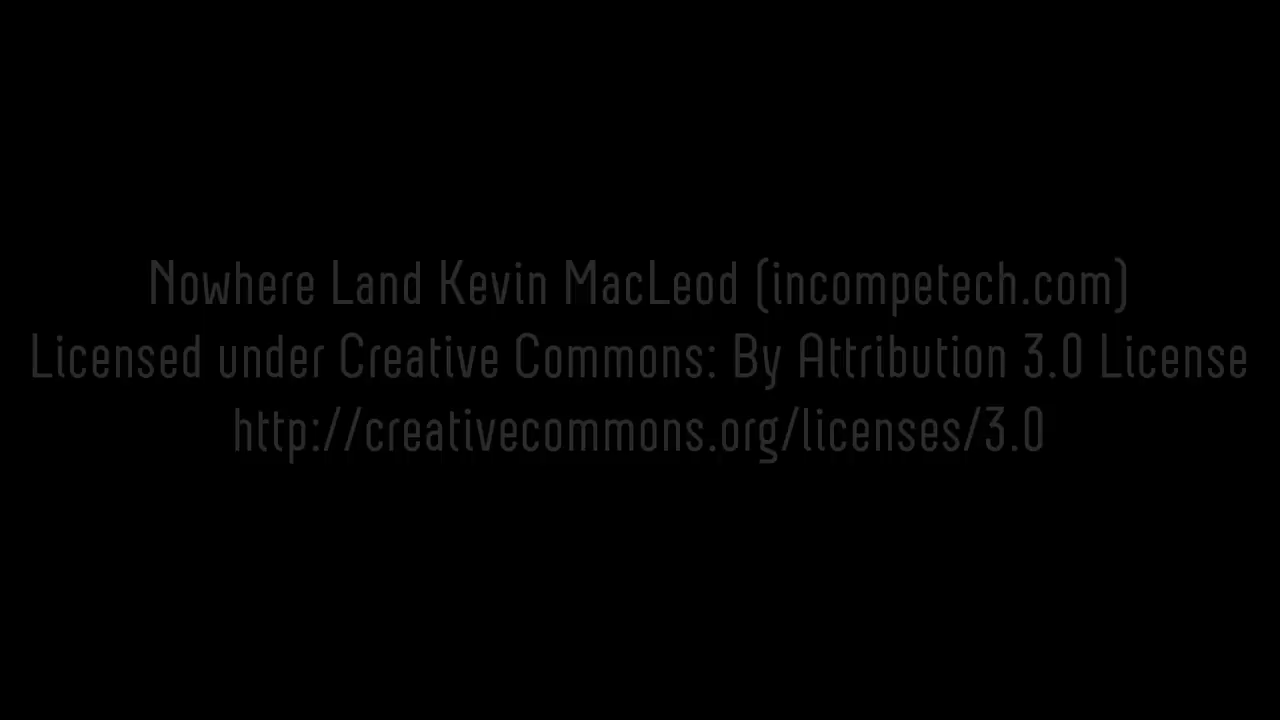 Nowhere Land Kevin MacLeod (incompetech.com)
Licensed under Creative Commons: By Attribution 3.0 License
http://creativecommons.org/licenses/3.0